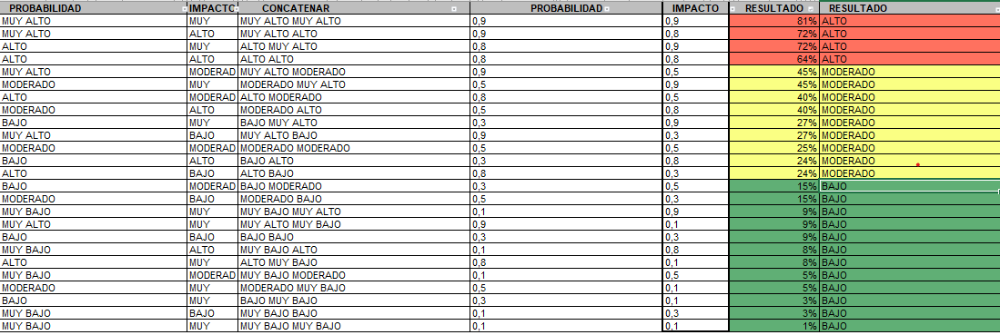 PROBABILIDAD IMPACTO CONCATENAR PROBABILIDAD IMPACTO RESULTADO RESULTADO
MUY ALTO MUY MUY ALTO MUY ALTO 0,9 0,9 81% ALTO
MUY ALTO ALTO MUY ALTO ALTO 0,9 0,8 72% ALTO
ALTO MUY ALTO MUY ALTO 0,8 0,9 72% ALTO
ALTO ALTO ALTO ALTO 0,8 0,8 64% ALTO
MUY ALTO MODERAD MUY ALTO MODERADO 0,9 0,5 45% MODERADO
MODERADO MUY MODERADO MUY ALTO 0,5 0,9 45% MODERADO
ALTO MODERAD ALTO MODERADO 0,8 0,5 40% MODERADO
MODERADO ALTO MODERADO ALTO 0,5 0,8 40% MODERADO
BAJO MUY BAJO MUY ALTO 0,3 0,9 27% MODERADO
MUY ALTO BAJO MUY ALTO BAJO 0,9 0,3 27% MODERADO
MODERADO MODERAD MODERADO MODERADO 0,5 0,5 25% MODERADO
BAJO ALTO BAJO ALTO 0,3 0,8 24% MODERADO
ALTO BAJO ALTO BAJO 0,8 0,3 24% MODERADO
BAJO MODERAD BAJO MODERADO 0,3 0,5 15% BAJO
MODERADO BAJO MODERADO BAJO 0,5 0,3 15% BAJO
MUY BAJO MUY MUY BAJO MUY ALTO 0,1 0,9 9% BAJO
MUY ALTO MUY MUY ALTO MUY BAJO 0,9 0,1 9% BAJO
BAJO BAJO BAJO BAJO 0,3 0,3 9% BAJO
MUY BAJO ALTO MUY BAJO ALTO 0,1 0,8 8% BAJO
ALTO MUY ALTO MUY BAJO 0,8 0,1 8% BAJO
MUY BAJO MODERAD MUY BAJO MODERADO 0,1 0,5 5% BAJO
MODERADO MUY MODERADO MUY BAJO 0,5 0,1 5% BAJO
BAJO MUY BAJO MUY BAJO 0,3 0,1 3% BAJO
MUY BAJO BAJO MUY BAJO BAJO 0,1 0,3 3% BAJO
MUY BAJO MUY MUY BAJO MUY BAJO 0,1 0,1 1% BAJO